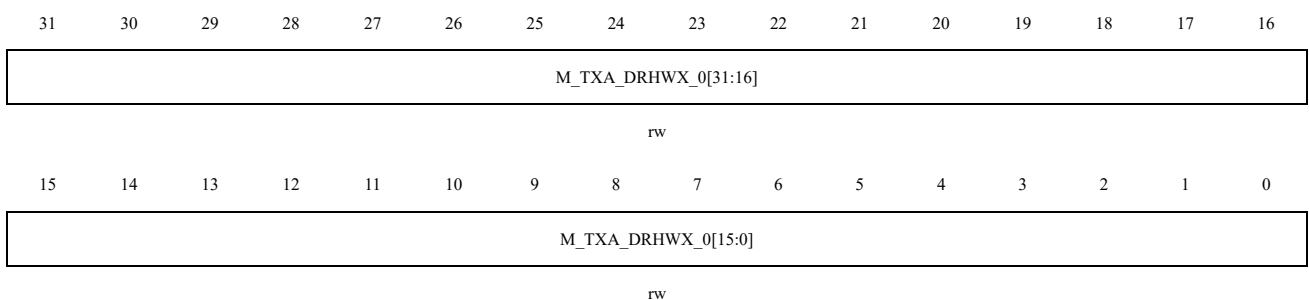 31 30 29 28 27 26 25 24 23 22 21 20 19 18 17 16
M_TXA_DRHWX_0[31:16]
rw
15 14 13 12 11 10 9 8 7 6 5 4 3 2 1 0
M_TXA_DRHWX_0[15:0]
rw